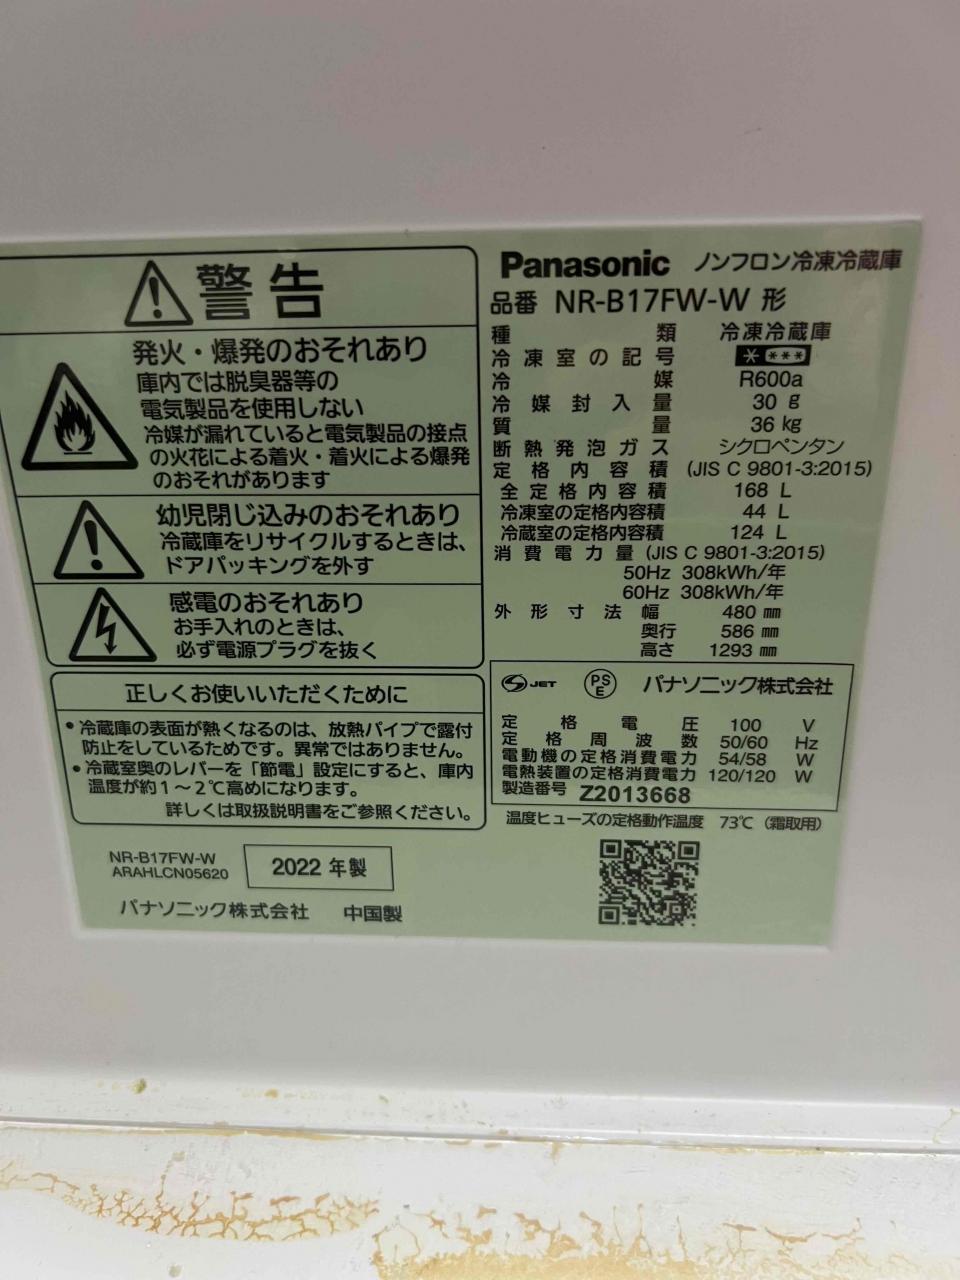 警告
発火・爆発のおそれあり
庫内では脱臭器等の
電気製品を使用しない
冷媒が漏れていると電気製品の接点
の火花による着火・着火による爆発
のおそれがあります
幼児閉じ込みのおそれあり
冷蔵庫をリサイクルするときは、
ドアパッキングを外す
感電のおそれあり
お手入れのときは、
必ず電源プラグを抜く
正しくお使いいただくために
・冷蔵庫の表面が熱くなるのは、放熱パイプで露付
防止をしているためです。異常ではありません。
・冷蔵室奥のレバーを「節電」設定にすると、庫内
温度が約1～2℃高めになります。
詳しくは取扱説明書をご参照ください。
NR-B17FW-W
ARAHLCN05620
2022年製
パナソニック株式会社 中国製
Panasonic ノンフロン冷凍冷蔵庫
品番 NR-B17FW-W 形
種類 冷凍冷蔵庫
冷凍室の記号 * ***
冷媒 R600a
冷媒封入量 30 g
質量 36 kg
断熱発泡ガス シクロペンタン
定格内容積 (JIS C 9801-3:2015)
全定格内容積 168 L
冷凍室の定格内容積 44 L
冷蔵室の定格内容積 124 L
消費電力量 (JIS C 9801-3:2015)
50Hz 308kWh/年
60Hz 308kWh/年
外形寸法 幅 480 mm
奥行 586 mm
高さ 1293 mm
S JET PSE パナソニック株式会社
定格電圧 100 V
定格周波数 50/60 Hz
電動機の定格消費電力 54/58 W
電熱装置の定格消費電力 120/120 W
製造番号 Z2013668
温度ヒューズの定格動作温度 73℃ (霜取用)